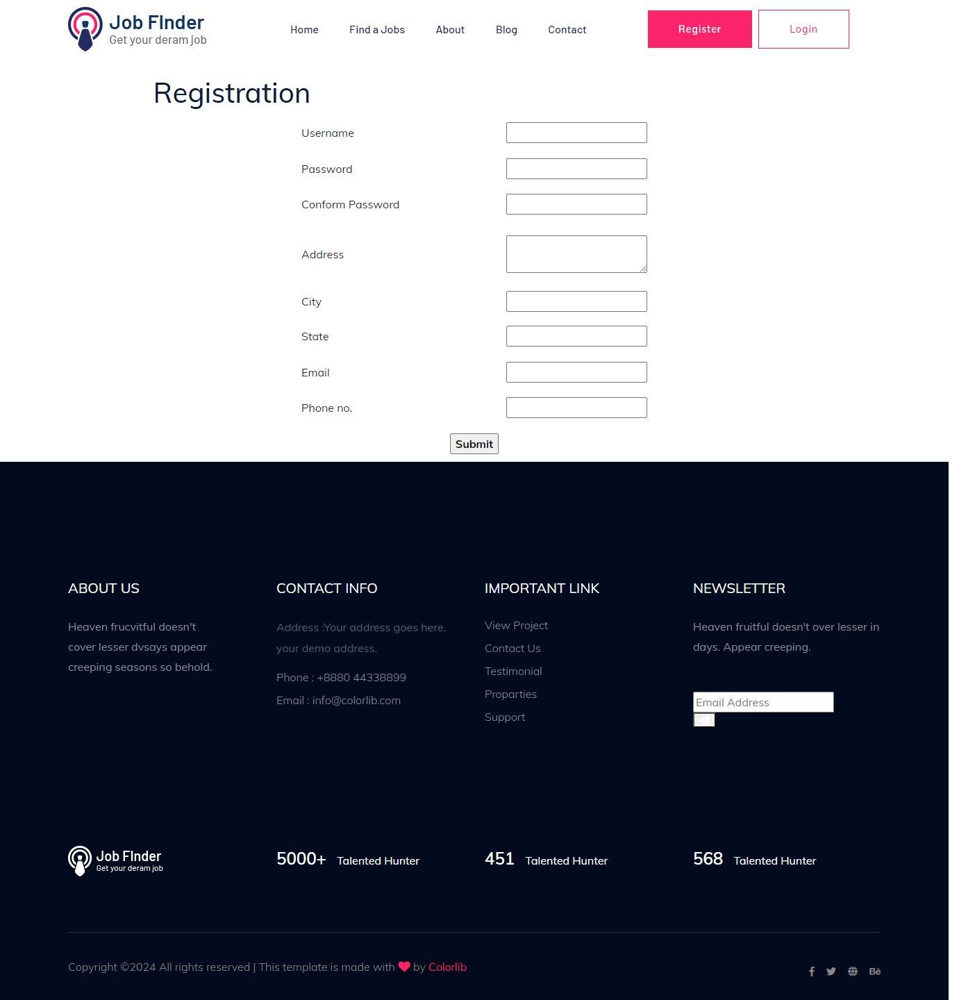 Job FInder
Get your deram job
Home
Find a Jobs
About
Blog
Contact
Register
Login
Registration
Username
Password
Conform Password
Address
City
State
Email
Phone no.
Submit
ABOUT US
Heaven frucvitful doesn't
cover lesser dvsays appear
creeping seasons so behold.
CONTACT INFO
Address :Your address goes here,
your demo address.
Phone : +8880 44338899
Email : info@colorlib.com
IMPORTANT LINK
View Project
Contact Us
Testimonial
Proparties
Support
NEWSLETTER
Heaven fruitful doesn't over lesser in
days. Appear creeping.
Email Address
Job FInder
Get your deram job
5000+ Talented Hunter
451 Talented Hunter
568 Talented Hunter
Copyright ©2024 All rights reserved | This template is made with ♥ by Colorlib